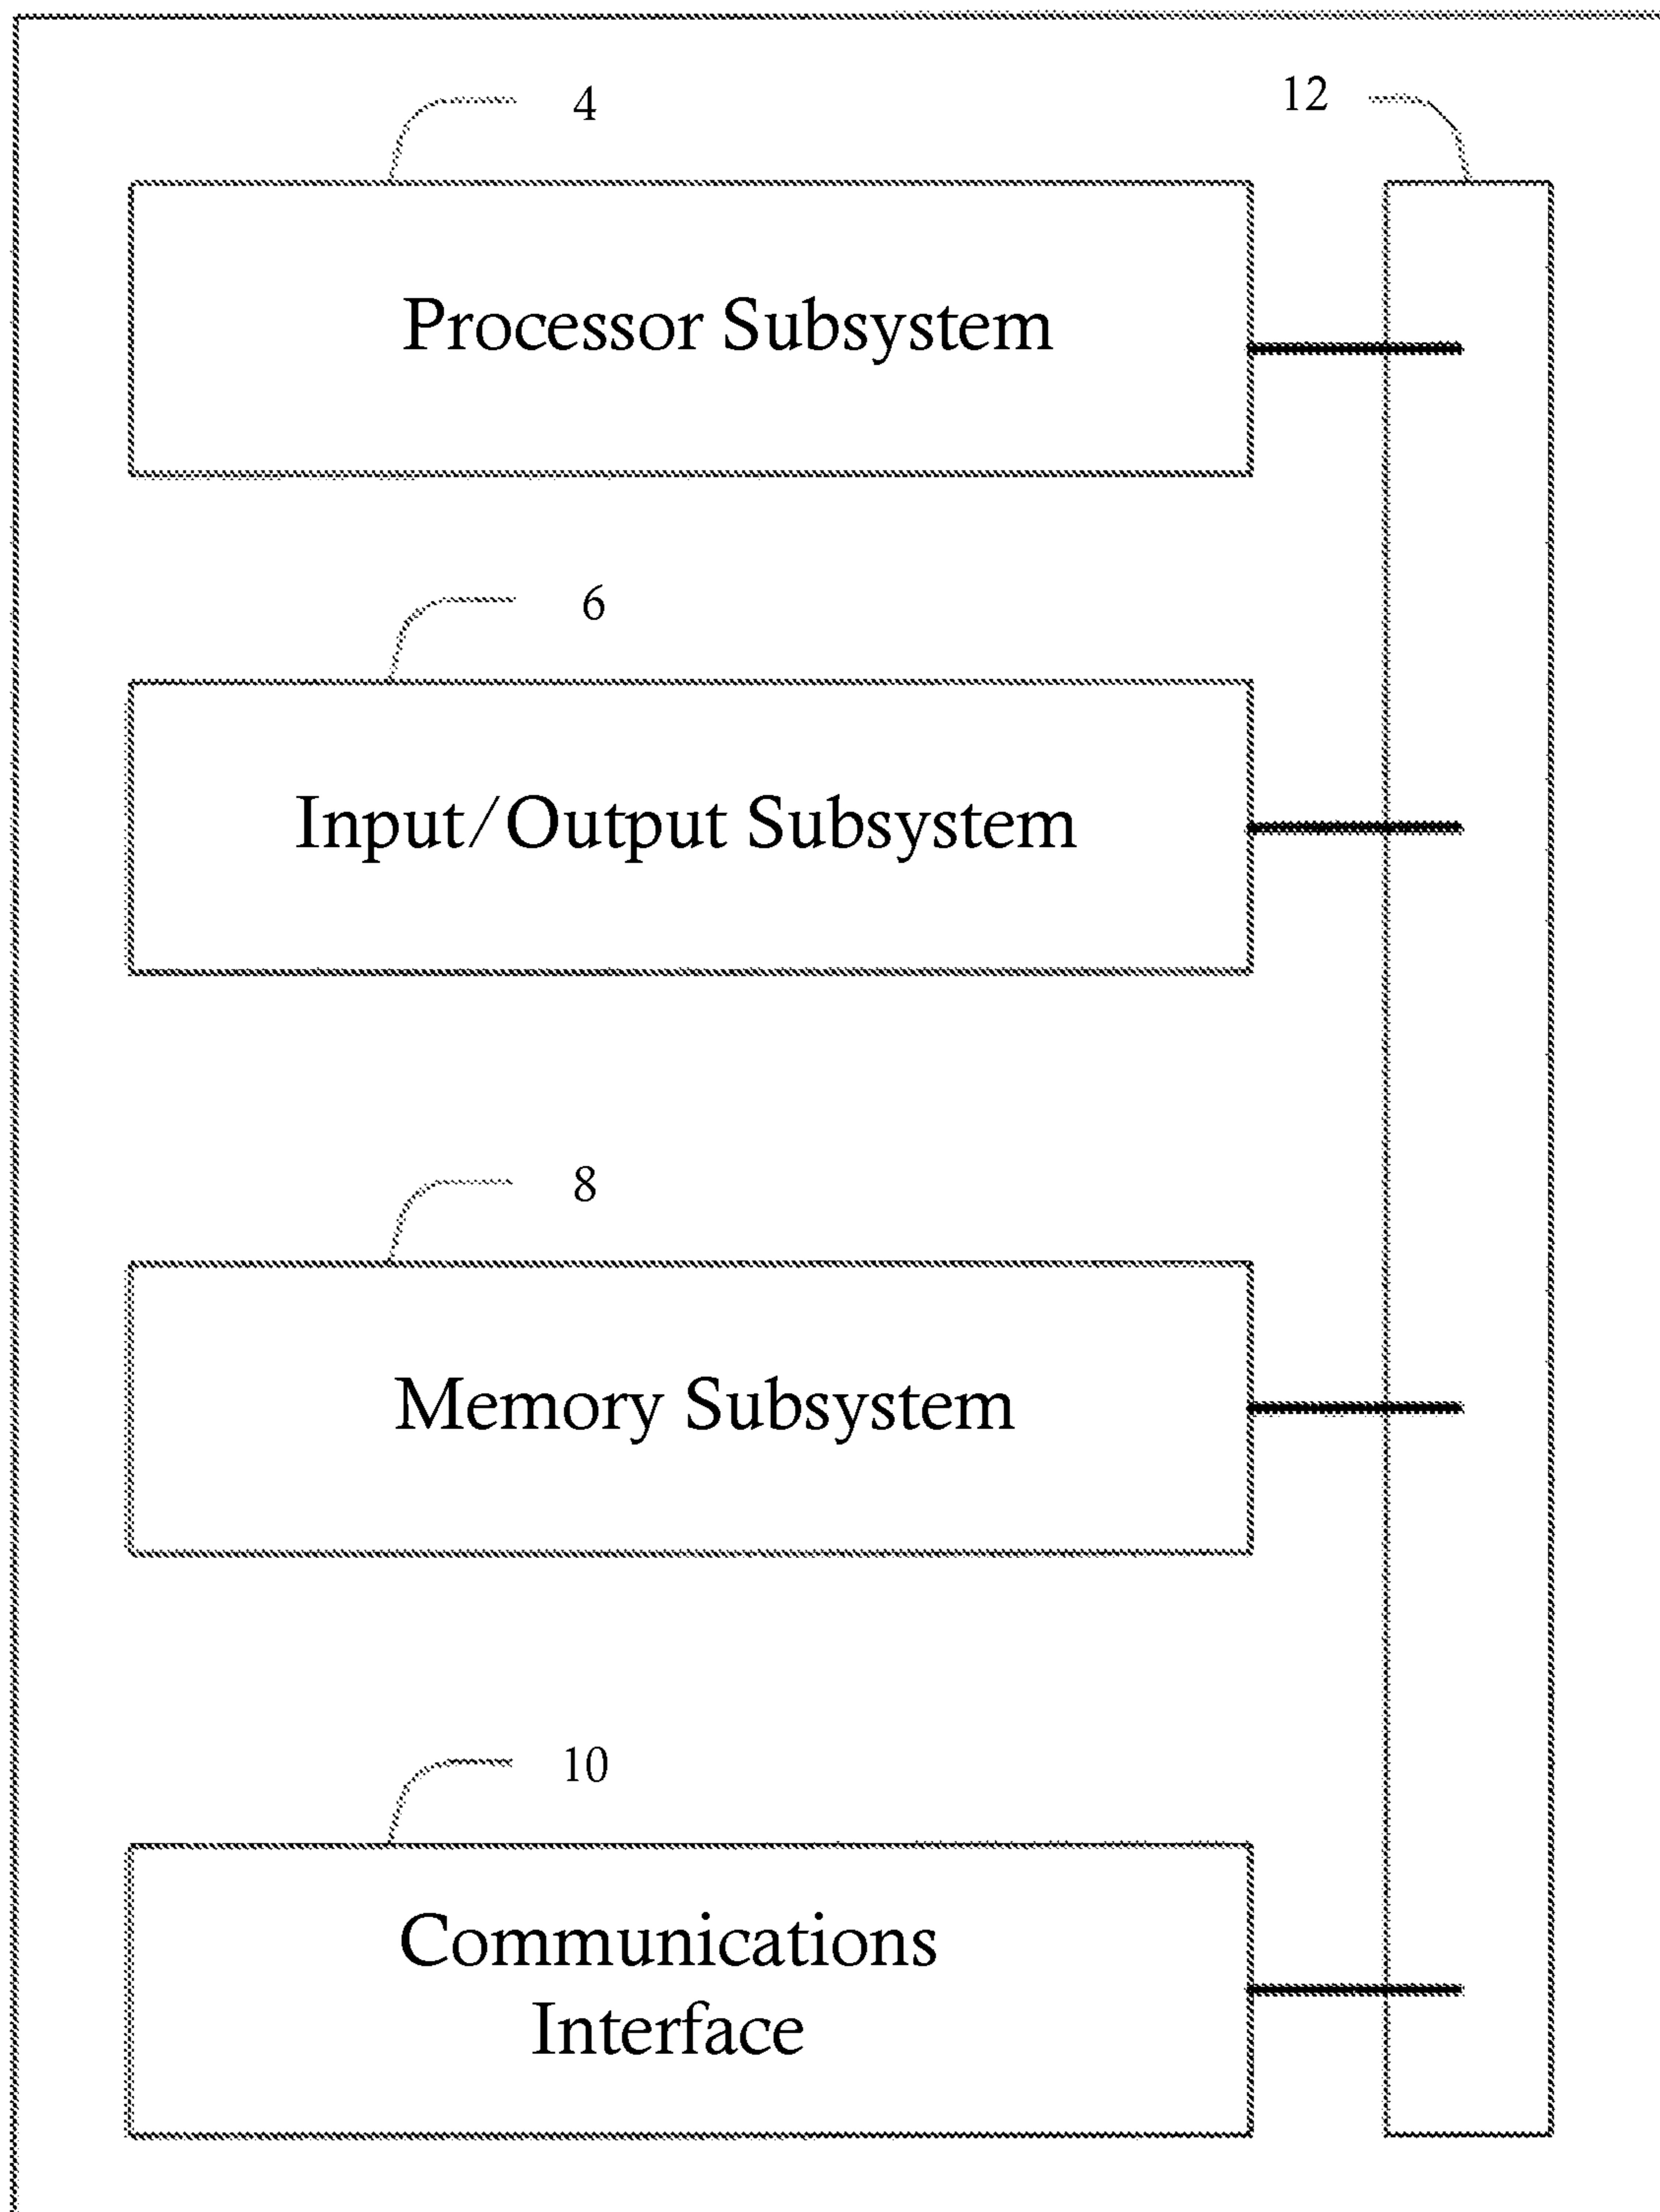 4
12
Processor Subsystem
6
Input/Output Subsystem
8
Memory Subsystem
10
Communications
Interface